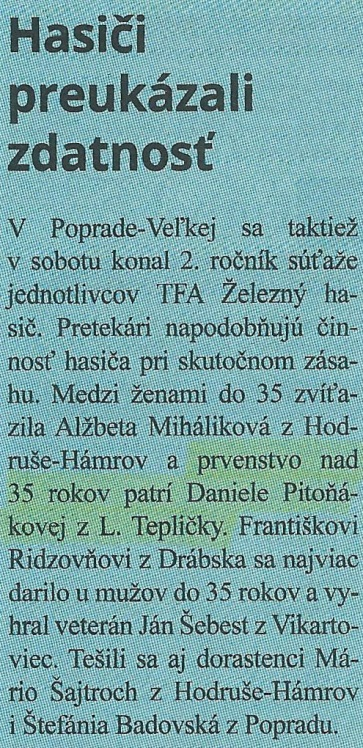 Hasiči
preukázali
zdatnosť
V Poprade-Veľkej sa taktiež
v sobotu konal 2. ročník súťaže
jednotlivcov TFA Železný ha-
sič. Pretekári napodobňujú čin-
nosť hasiča pri skutočnom zása-
hu. Medzi ženami do 35 zvíťa-
zila Alžbeta Miháliková z Hod-
ruše-Hámrov a prvenstvo nad
35 rokov patrí Daniele Pitoňá-
kovej z L. Tepličky. Františkovi
Ridzovňovi z Drábska sa najviac
darilo u mužov do 35 rokov a vy-
hral veterán Ján Šebest z Vikarto-
viec. Tešili sa aj dorastenci Má-
rio Šajtroch z Hodruše-Hámrov
i Štefánia Badovská z Popradu.